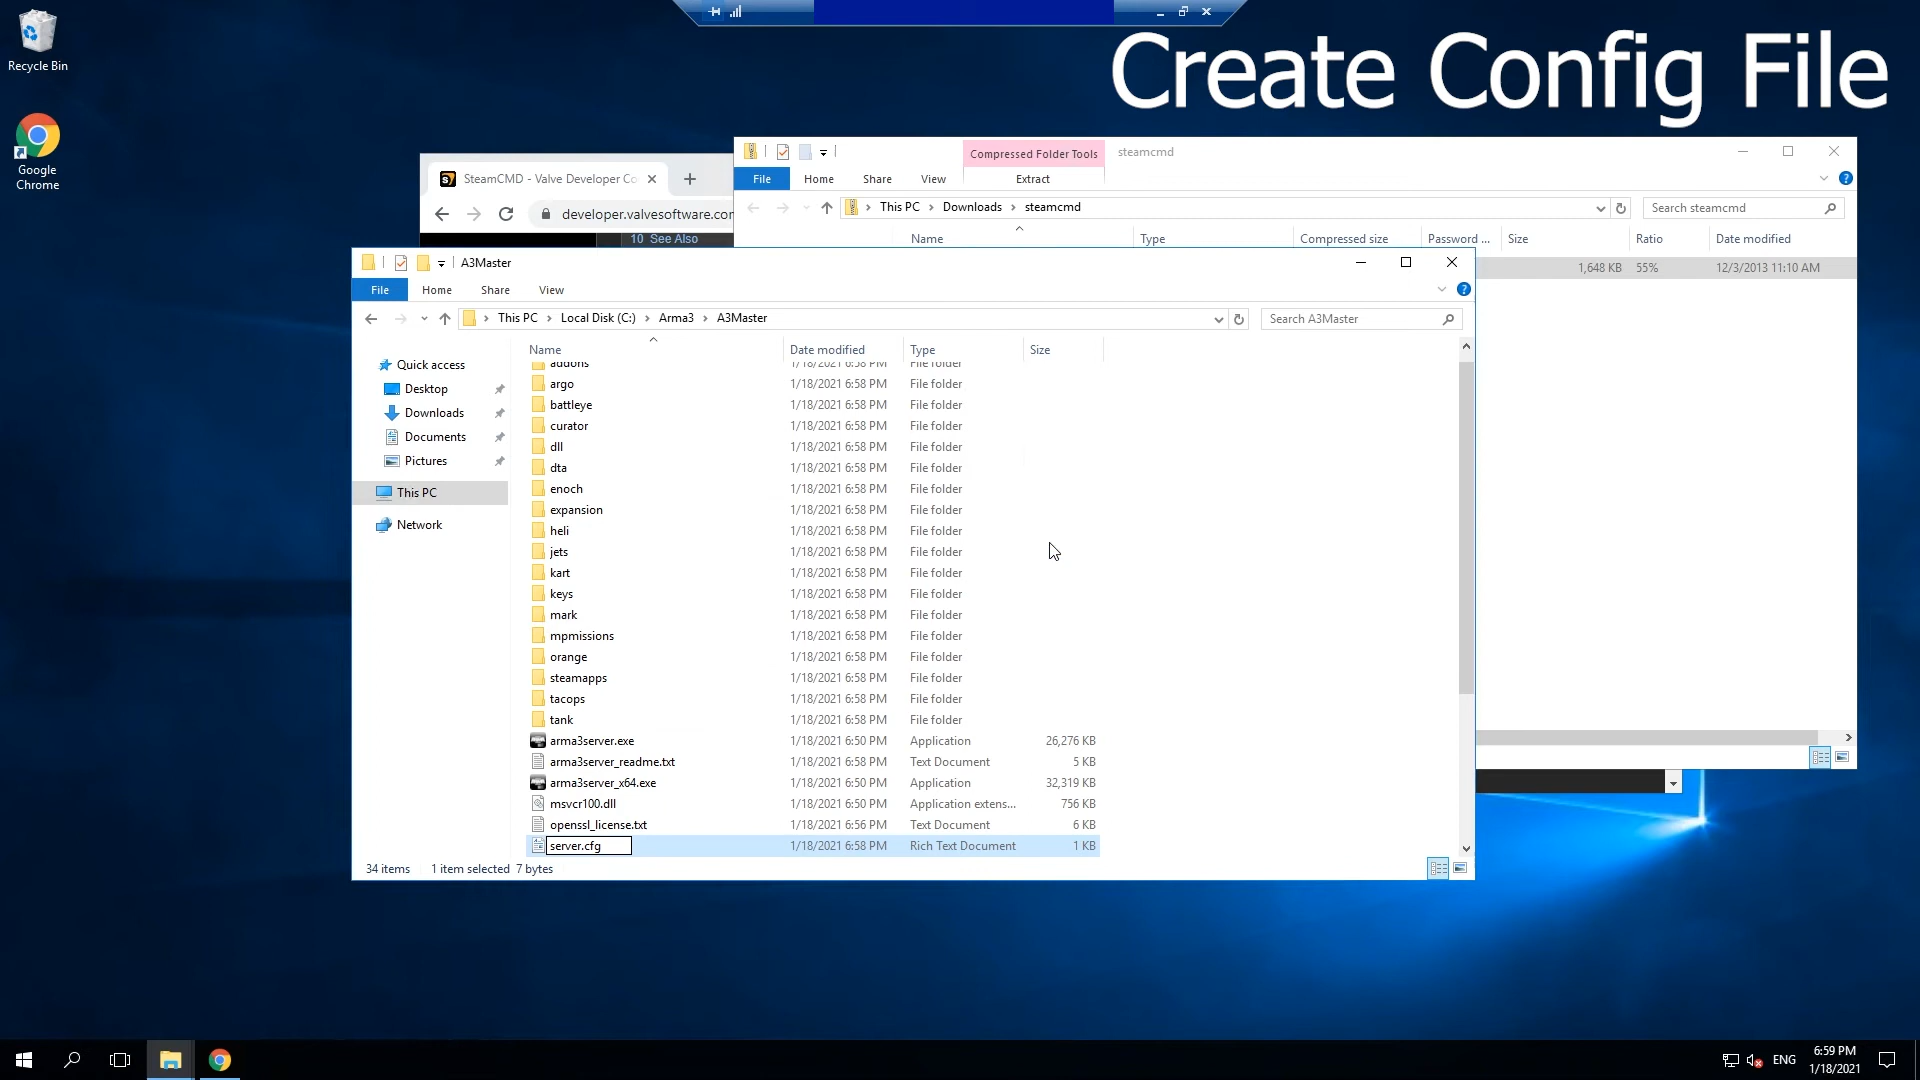 Recycle Bin
Google
Chrome
Create Config File
SteamCMD - Valve Developer Co
developer.valvesoftware.com
10 See Also
Compressed Folder Tools
steamcmd
File Home Share View Extract
This PC > Downloads > steamcmd
Search steamcmd
Name Type Compressed size Password ... Size Ratio Date modified
1,648 KB 55% 12/3/2013 11:10 AM
A3Master
File Home Share View
This PC > Local Disk (C:) > Arma3 > A3Master
Search A3Master
Quick access
Desktop
Downloads
Documents
Pictures
This PC
Network
Name Date modified Type Size
addons 1/18/2021 6:58 PM File folder
argo 1/18/2021 6:58 PM File folder
battleye 1/18/2021 6:58 PM File folder
curator 1/18/2021 6:58 PM File folder
dll 1/18/2021 6:58 PM File folder
dta 1/18/2021 6:58 PM File folder
enoch 1/18/2021 6:58 PM File folder
expansion 1/18/2021 6:58 PM File folder
heli 1/18/2021 6:58 PM File folder
jets 1/18/2021 6:58 PM File folder
kart 1/18/2021 6:58 PM File folder
keys 1/18/2021 6:58 PM File folder
mark 1/18/2021 6:58 PM File folder
mpmissions 1/18/2021 6:58 PM File folder
orange 1/18/2021 6:58 PM File folder
steamapps 1/18/2021 6:58 PM File folder
tacops 1/18/2021 6:58 PM File folder
tank 1/18/2021 6:58 PM File folder
arma3server.exe 1/18/2021 6:50 PM Application 26,276 KB
arma3server_readme.txt 1/18/2021 6:58 PM Text Document 5 KB
arma3server_x64.exe 1/18/2021 6:50 PM Application 32,319 KB
msvcr100.dll 1/18/2021 6:50 PM Application extens... 756 KB
openssl_license.txt 1/18/2021 6:56 PM Text Document 6 KB
server.cfg 1/18/2021 6:58 PM Rich Text Document 1 KB
34 items 1 item selected 7 bytes
ENG
6:59 PM
1/18/2021